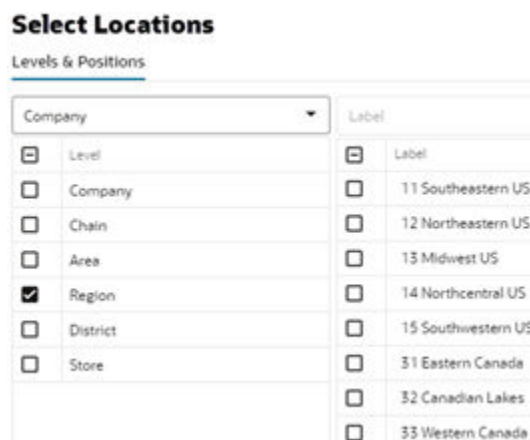 Select Locations
Levels & Positions
Company
Label
Level
Label
Company
11 Southeastern US
Chain
12 Northeastern US
Area
13 Midwest US
Region
14 Northcentral US
District
15 Southwestern US
Store
31 Eastern Canada
32 Canadian Lakes
33 Western Canada